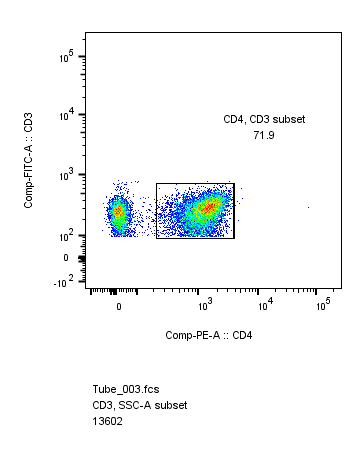 10^5
10^4
10^3
10^2
0
-10^2
Comp-FITC-A :: CD3
CD4, CD3 subset
71.9
0
10^3
10^4
10^5
Comp-PE-A :: CD4
Tube_003.fcs
CD3, SSC-A subset
13602